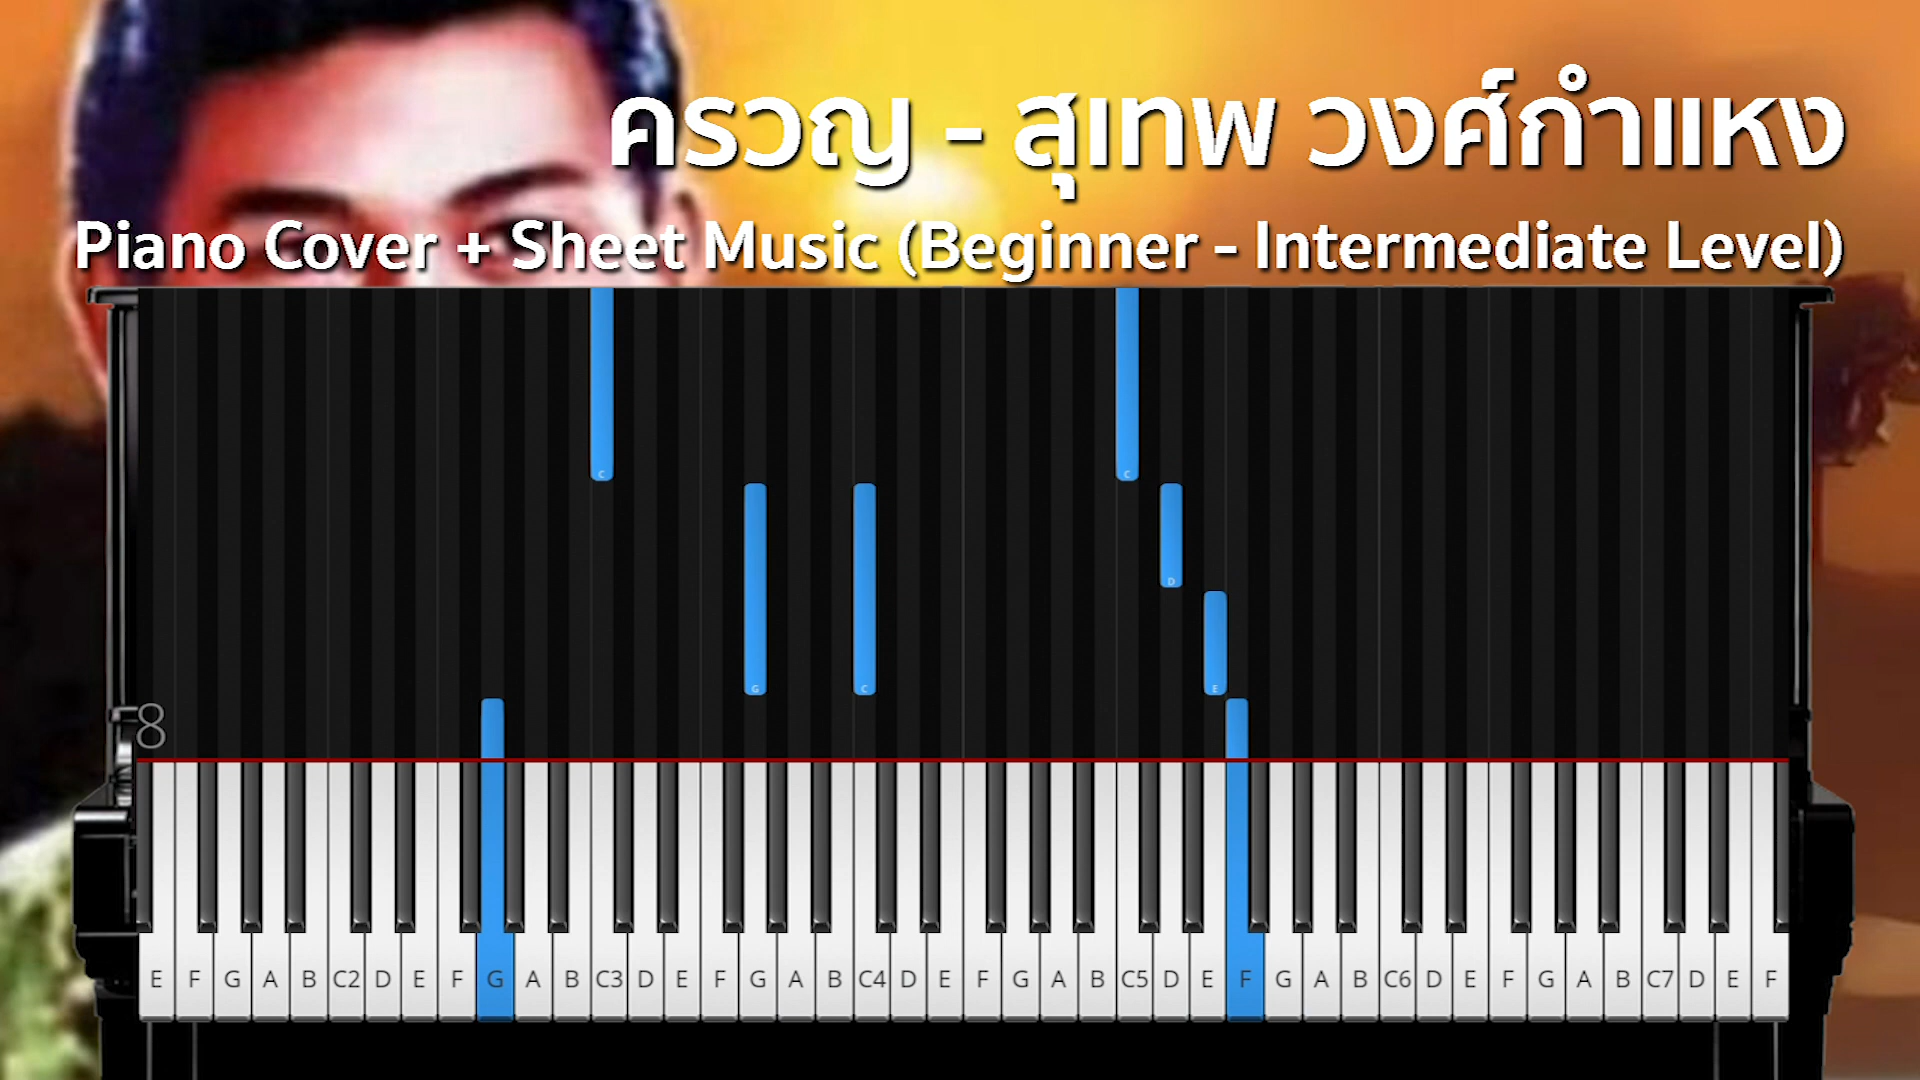 ครวญ - สุเทพ วงศ์กำแหง
Piano Cover + Sheet Music (Beginner - Intermediate Level)
C C
D
G C E
8
E F G A B C2 D E F G A B C3 D E F G A B C4 D E F G A B C5 D E F G A B C6 D E F G A B C7 D E F